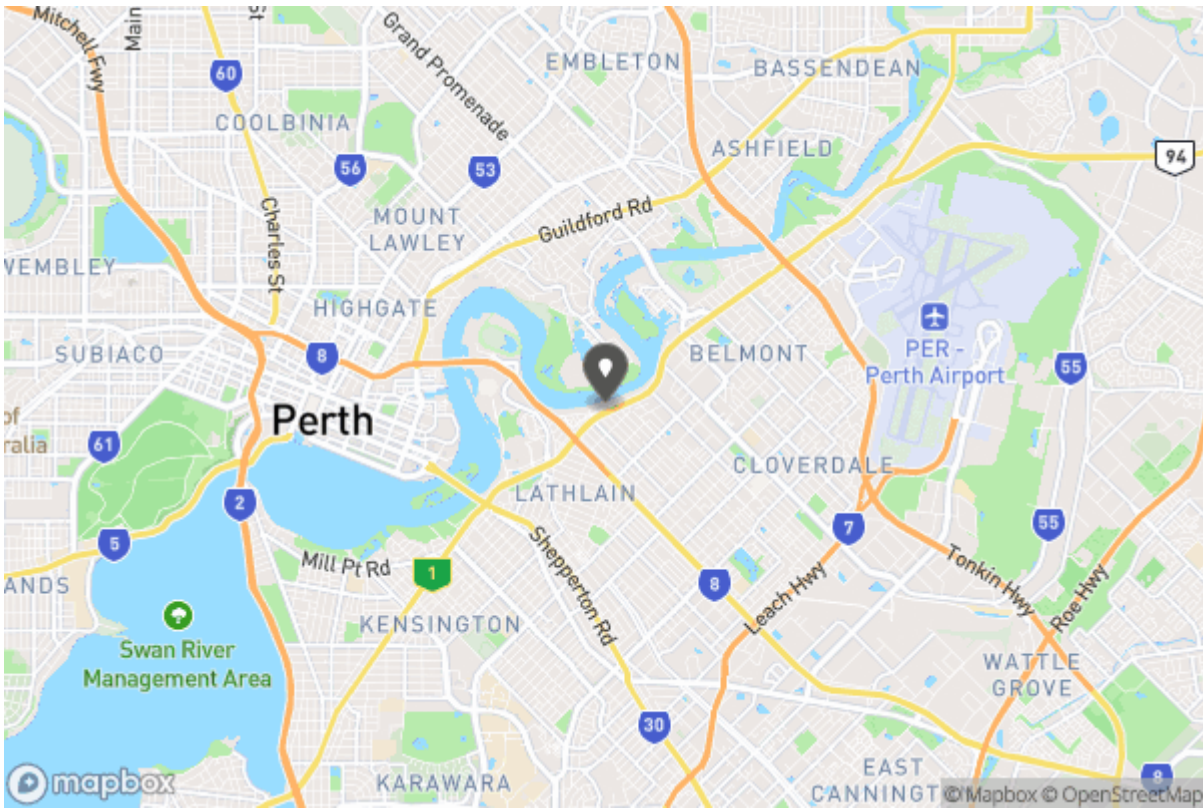 Mitchell Fwy
Main
60
Grand Promenade
EMBLETON
BASSENDEAN
COOLBINIA
ASHFIELD
56
53
94
MOUNT
LAWLEY
Guildford Rd
Charles St
WEMBLEY
HIGHGATE
SUBIACO
8
BELMONT
PER -
Perth Airport
55
Perth
of
ralia
61
CLOVERDALE
LATHLAIN
2
5
7
55
Mill Pt Rd
1
Shepperton Rd
8
Leach Hwy
Tonkin Hwy
Roe Hwy
ANDS
KENSINGTON
Swan River
Management Area
WATTLE
GROVE
30
EAST
CANNINGTON
8
KARAWARA
mapbox
© Mapbox © OpenStreetMap